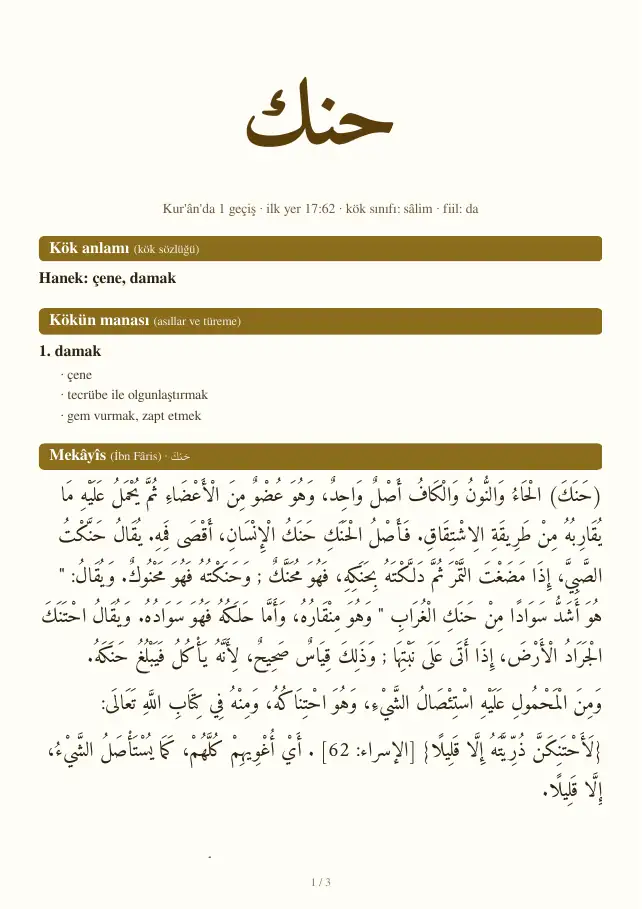 حنك
Kur'ân'da 1 geçiş · ilk yer 17:62 · kök sınıfı: sâlim · fiil: da
Kök anlamı (kök sözlüğü)
Hanek: çene, damak
Kökün manası (asıllar ve türeme)
1. damak
· çene
· tecrübe ile olgunlaştırmak
· gem vurmak, zapt etmek
Mekâyîs (İbn Fâris) · حنك
(حَنَكَ) الْحَاءُ وَالنُّونُ وَالْكَافُ أَصْلٌ وَاحِدٌ، وَهُوَ عُضْوٌ مِنَ الْأَعْضَاءِ ثُمَّ يُحْمَلُ عَلَيْهِ مَا
يُقَارِبُهُ مِنْ طَرِيقَةِ الِاشْتِقَاقِ. فَأَصْلُ الْحَنَكِ حَنَكُ الْإِنْسَانِ، أَقْصَى فَمِهِ. يُقَالُ حَنَّكْتُ
الصَّبِيَّ، إِذَا مَضَغْتَ التَّمْرَ ثُمَّ دَلَّكْتَهُ بِحَنَكِهِ، فَهُوَ مُحَنَّكٌ ; وَحَنَكْتُهُ فَهُوَ مَحْنُوكٌ. وَيُقَالُ: "
هُوَ أَشَدُّ سَوَادًا مِنْ حَنَكِ الْغُرَابِ " وَهُوَ مِنْقَارُهُ، وَأَمَّا حَلَكُهُ فَهُوَ سَوَادُهُ. وَيُقَالُ احْتَنَكَ
الْجَرَادُ الْأَرْضَ، إِذَا أَتَى عَلَى نَبْتِهَا ; وَذَلِكَ قِيَاسٌ صَحِيحٌ، لِأَنَّهُ يَأْكُلُ فَيَبْلُغُ حَنَكَهُ.
وَمِنَ الْمَحْمُولِ عَلَيْهِ اسْتِئْصَالُ الشَّيْءِ، وَهُوَ احْتِنَاكُهُ، وَمِنْهُ فِي كِتَابِ اللَّهِ تَعَالَى:
{لَأَحْتَنِكَنَّ ذُرِّيَّتَهُ إِلَّا قَلِيلًا} [الإسراء: 62] . أَيْ أُغْوِيهِمْ كُلَّهُمْ، كَمَا يُسْتَأْصَلُ الشَّيْءُ،
إِلَّا قَلِيلًا.
1 / 3